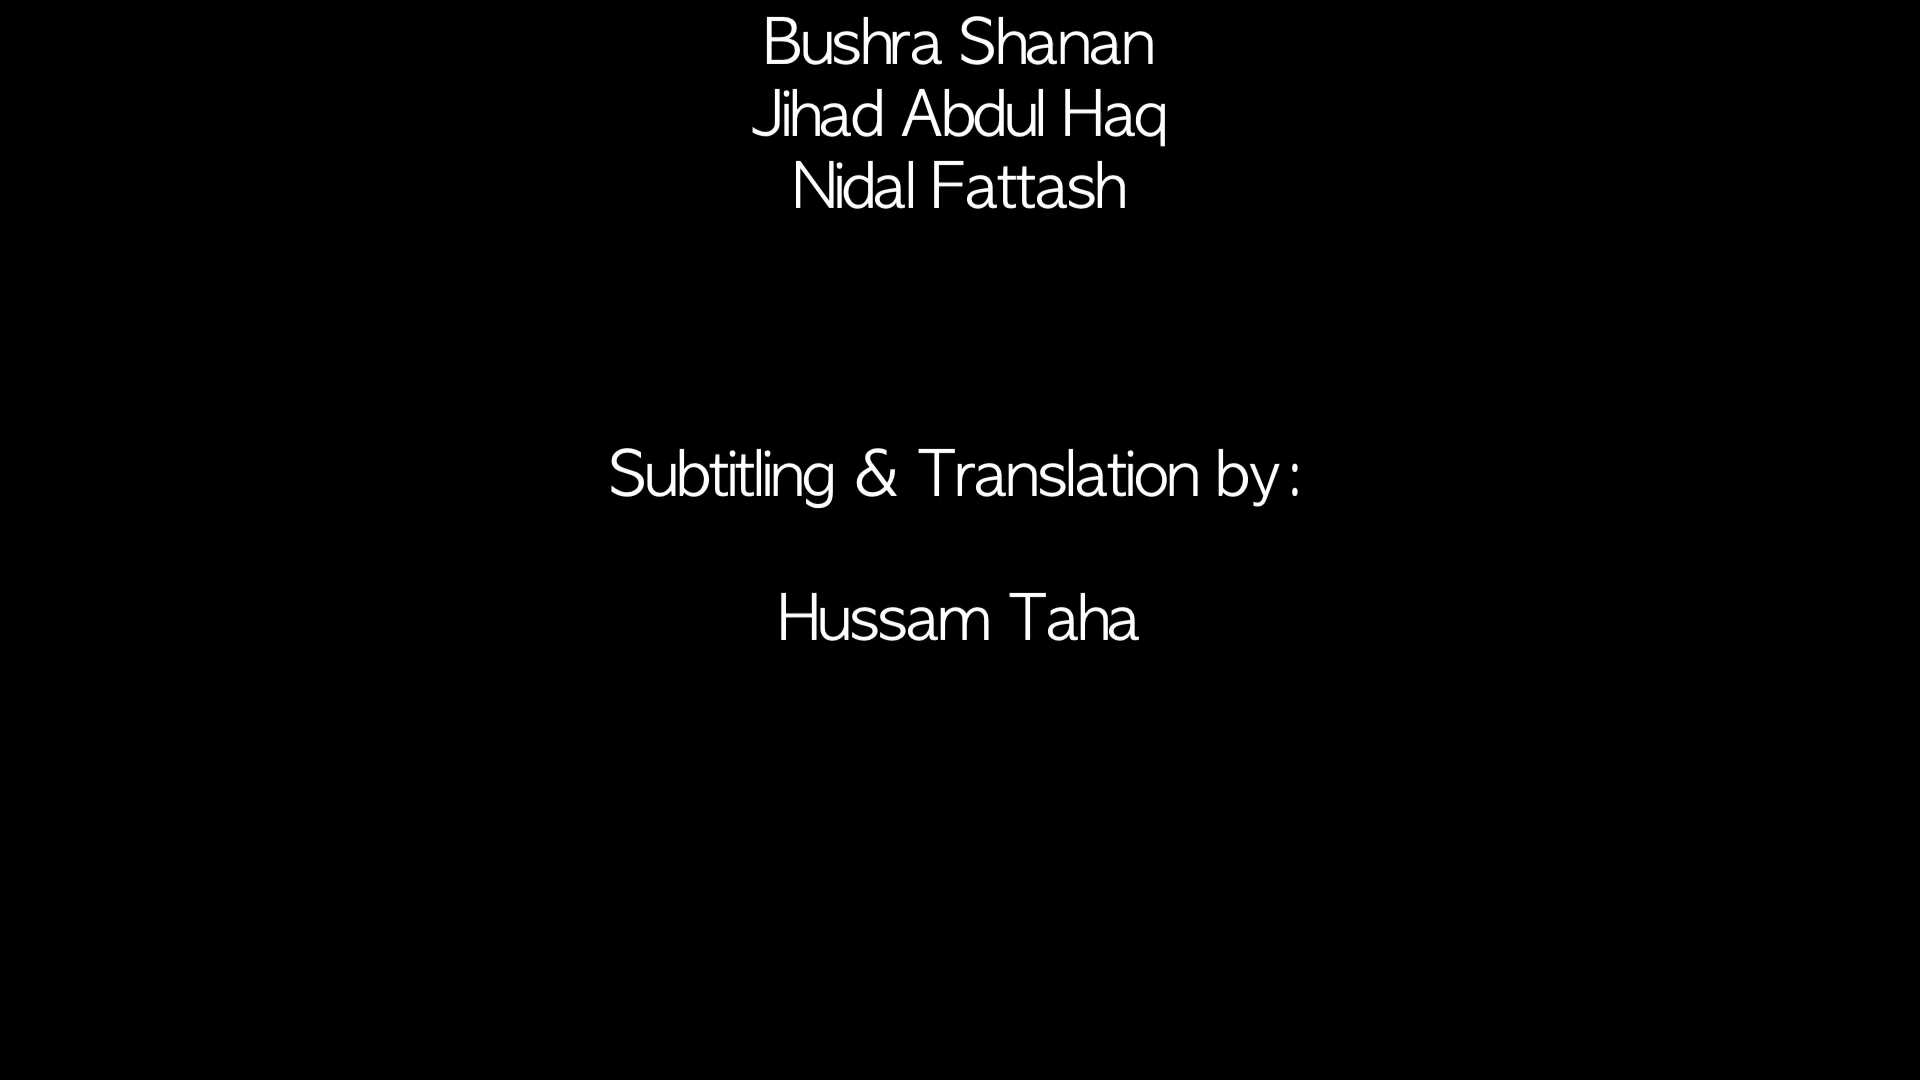 Bushra Shanan
Jihad Abdul Haq
Nidal Fattash
Subtitling & Translation by:
Hussam Taha